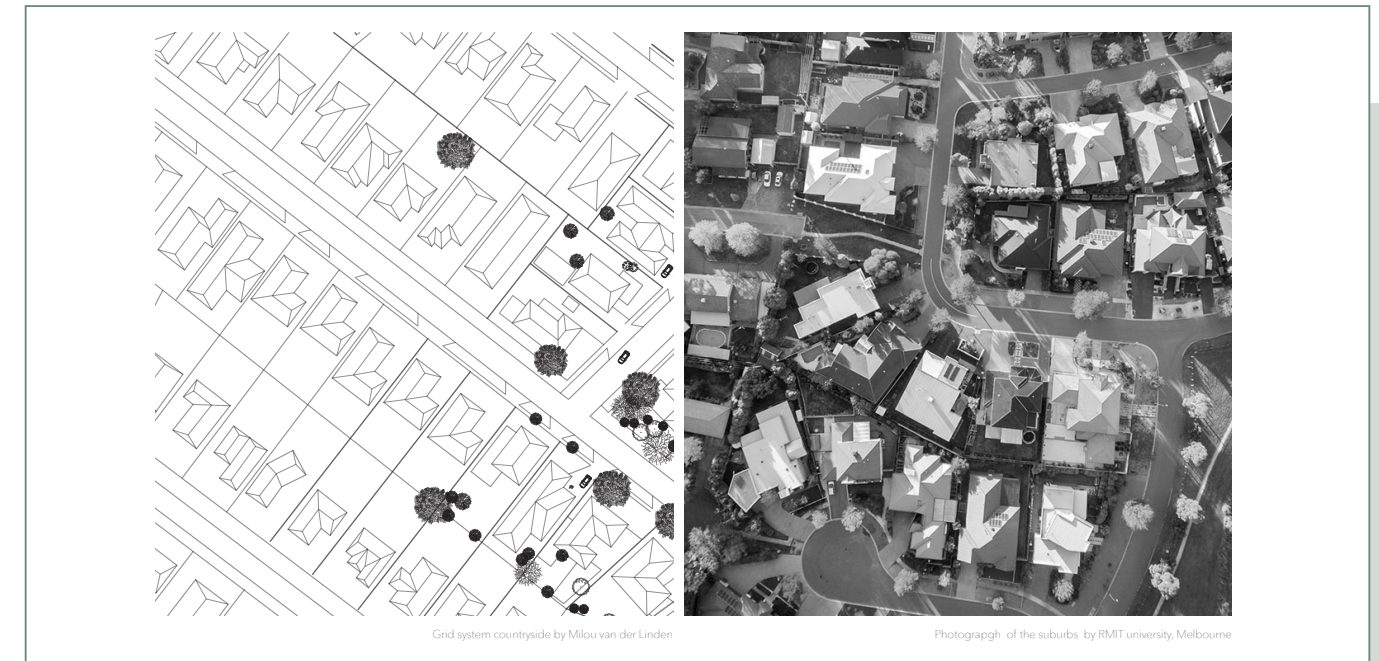 Grid system countryside by Milou van der Linden
Photograpgh of the suburbs by RMIT university, Melbourne